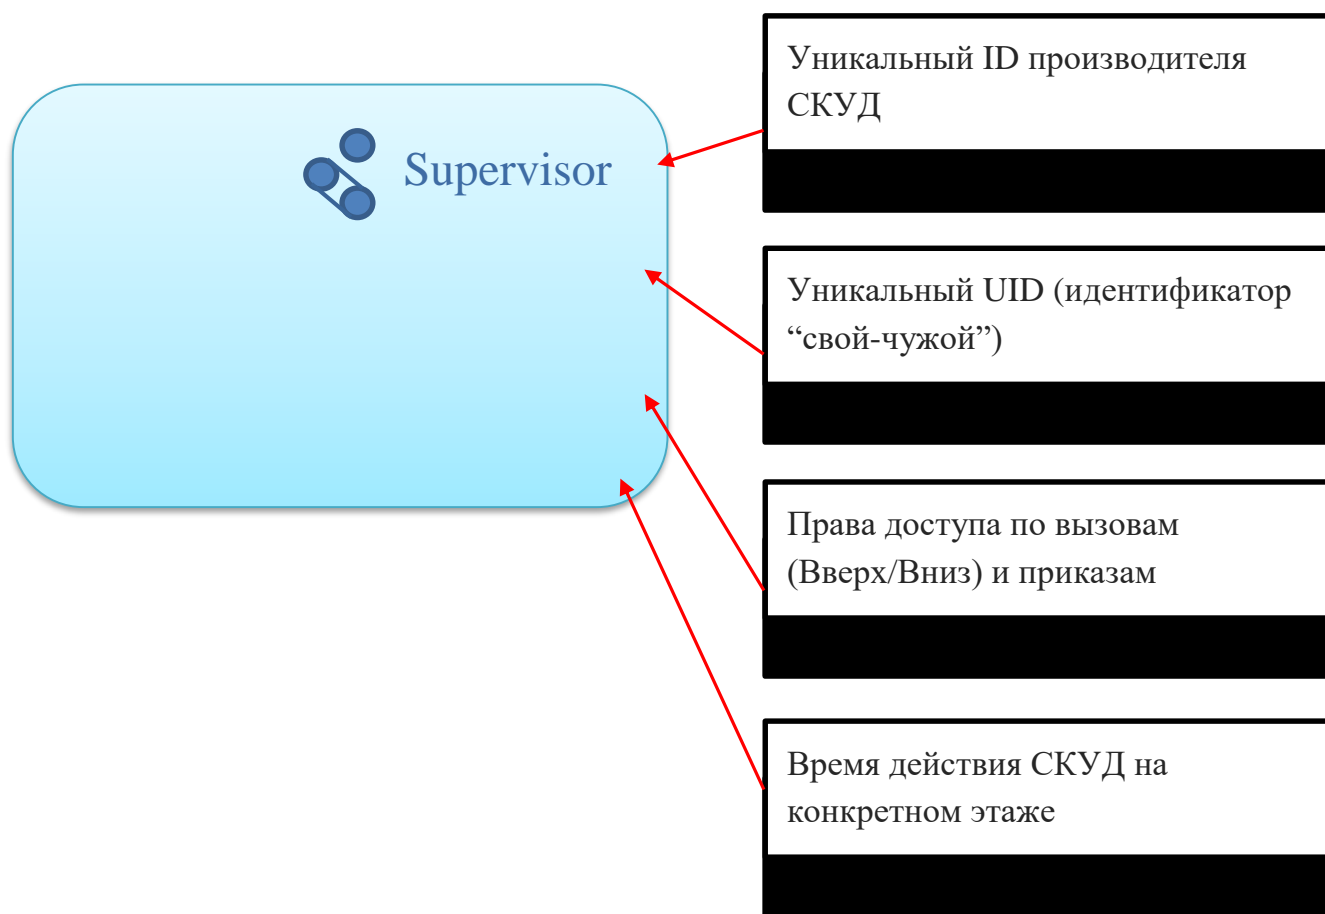 Supervisor
Уникальный ID производителя
СКУД
Уникальный UID (идентификатор
“свой-чужой”)
Права доступа по вызовам
(Вверх/Вниз) и приказам
Время действия СКУД на
конкретном этаже